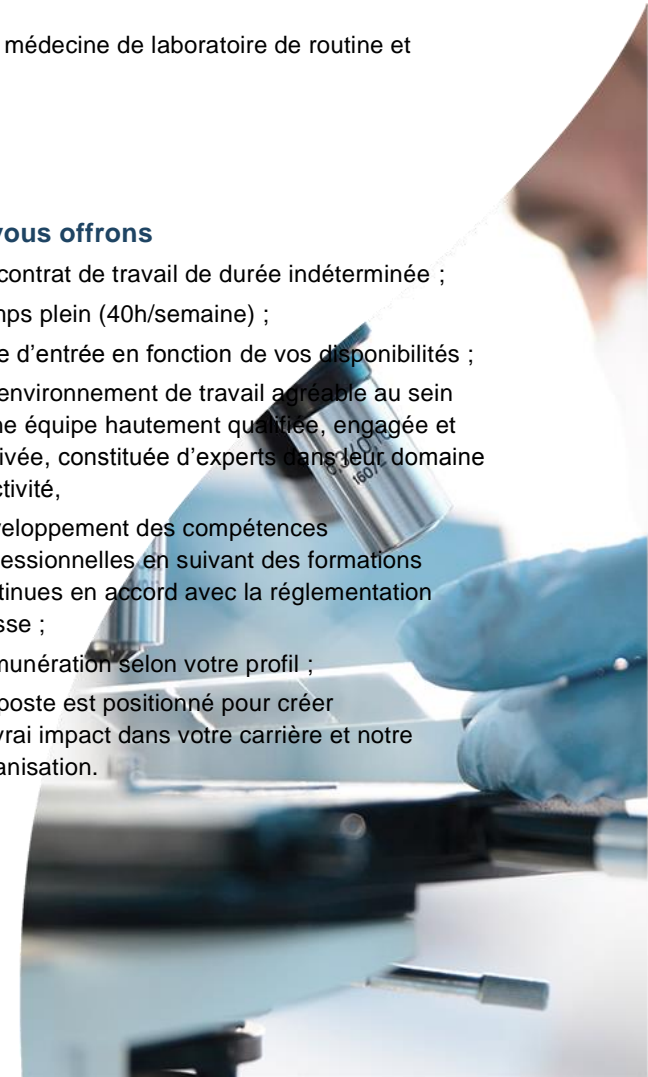 médecine de laboratoire de routine et
vous offrons
contrat de travail de durée indéterminée ;
mps plein (40h/semaine) ;
e d’entrée en fonction de vos disponibilités ;
environnement de travail agréable au sein
ne équipe hautement qualifiée, engagée et
ivée, constituée d’experts dans leur domaine
ctivité,
veloppement des compétences
fessionnelles en suivant des formations
tinues en accord avec la réglementation
sse ;
munération selon votre profil ;
poste est positionné pour créer
vrai impact dans votre carrière et notre
anisation.